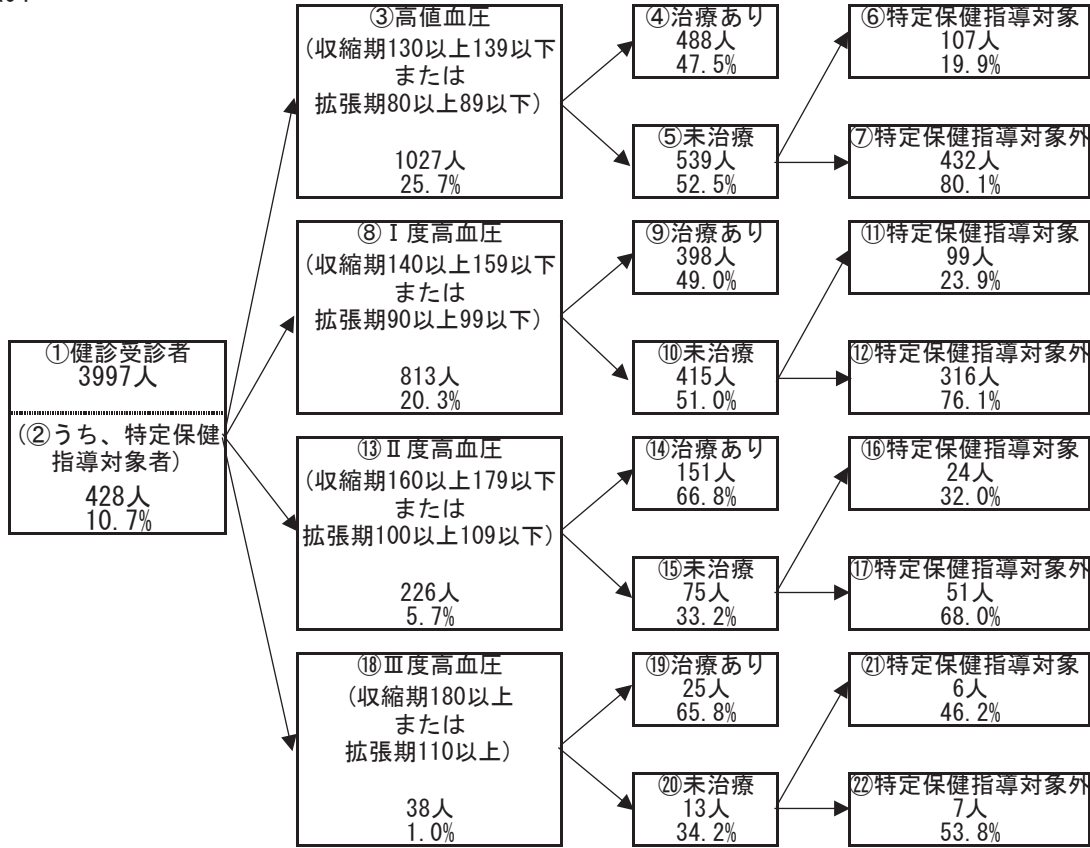 ①健診受診者
3997人
(②うち、特定保健
指導対象者)
428人
10.7%
③高値血圧
(収縮期130以上139以下
または
拡張期80以上89以下)
1027人
25.7%
④治療あり
488人
47.5%
⑤未治療
539人
52.5%
⑥特定保健指導対象
107人
19.9%
⑦特定保健指導対象外
432人
80.1%
⑧Ⅰ度高血圧
(収縮期140以上159以下
または
拡張期90以上99以下)
813人
20.3%
⑨治療あり
398人
49.0%
⑩未治療
415人
51.0%
⑪特定保健指導対象
99人
23.9%
⑫特定保健指導対象外
316人
76.1%
⑬Ⅱ度高血圧
(収縮期160以上179以下
または
拡張期100以上109以下)
226人
5.7%
⑭治療あり
151人
66.8%
⑮未治療
75人
33.2%
⑯特定保健指導対象
24人
32.0%
⑰特定保健指導対象外
51人
68.0%
⑱Ⅲ度高血圧
(収縮期180以上
または
拡張期110以上)
38人
1.0%
⑲治療あり
25人
65.8%
⑳未治療
13人
34.2%
㉑特定保健指導対象
6人
46.2%
㉒特定保健指導対象外
7人
53.8%